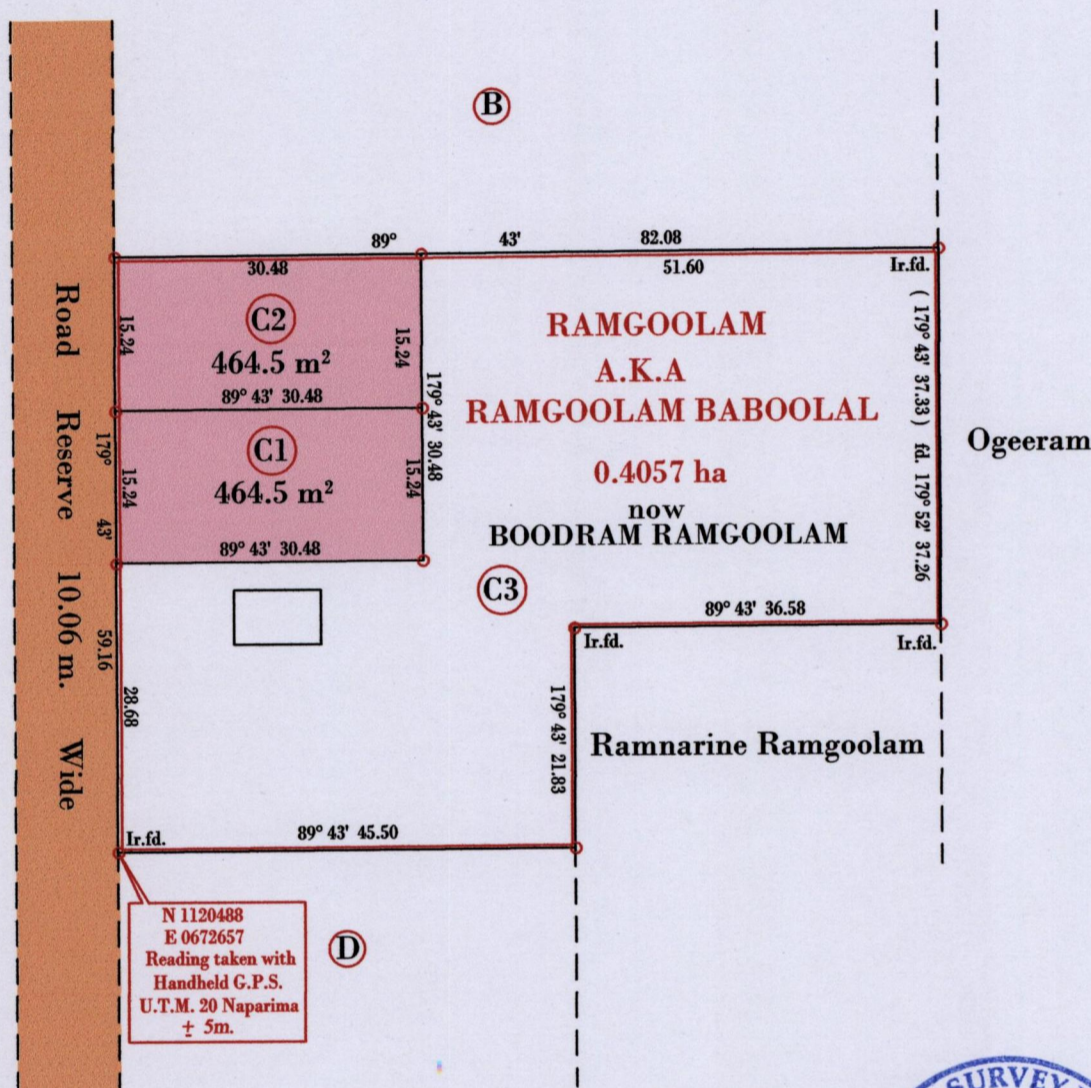 B
89° 43' 82.08
30.48
51.60
Ir.fd.
C2
464.5 m²
15.24
15.24
89° 43' 30.48
179° 43' 30.48
C1
464.5 m²
15.24
15.24
89° 43' 30.48
179° 43' 59.16
28.68
Road Reserve 10.06 m. Wide
RAMGOOLAM
A.K.A
RAMGOOLAM BABOOLAL
0.4057 ha
now
BOODRAM RAMGOOLAM
C3
( 179° 43' 37.33 ) fd. 179° 52' 37.26
Ogeeram
89° 43' 36.58
Ir.fd.
Ir.fd.
179° 43' 21.83
Ramnarine Ramgoolam
Ir.fd.
89° 43' 45.50
N 1120488
E 0672657
Reading taken with
Handheld G.P.S.
U.T.M. 20 Naparima
± 5m.
D
SURVEY